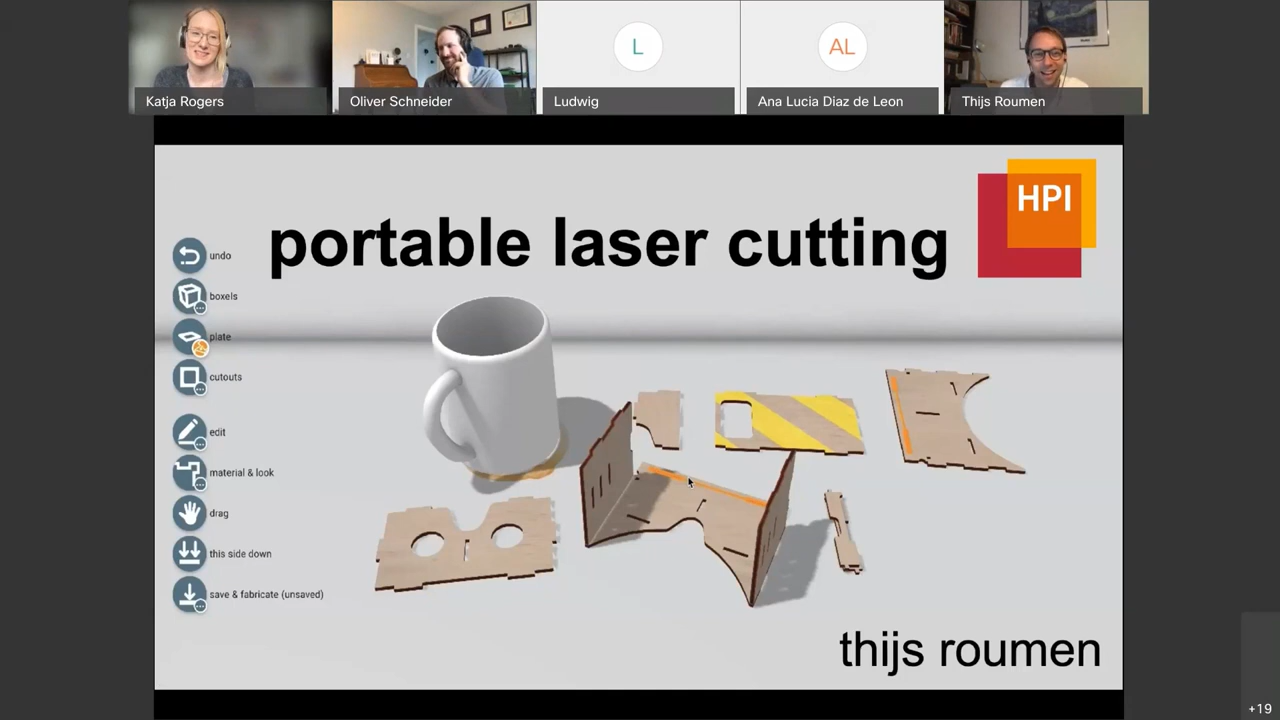 Katja Rogers
Oliver Schneider
L
Ludwig
AL
Ana Lucia Diaz de Leon
Thijs Roumen
HPI
portable laser cutting
undo
boxels
plate
cutouts
edit
material & look
drag
this side down
save & fabricate (unsaved)
thijs roumen
+19